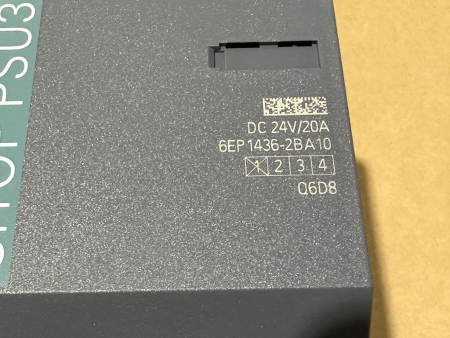 SITOP PSU3
DC 24V/20A
6EP1436-2BA10
1 2 3 4
Q6D8